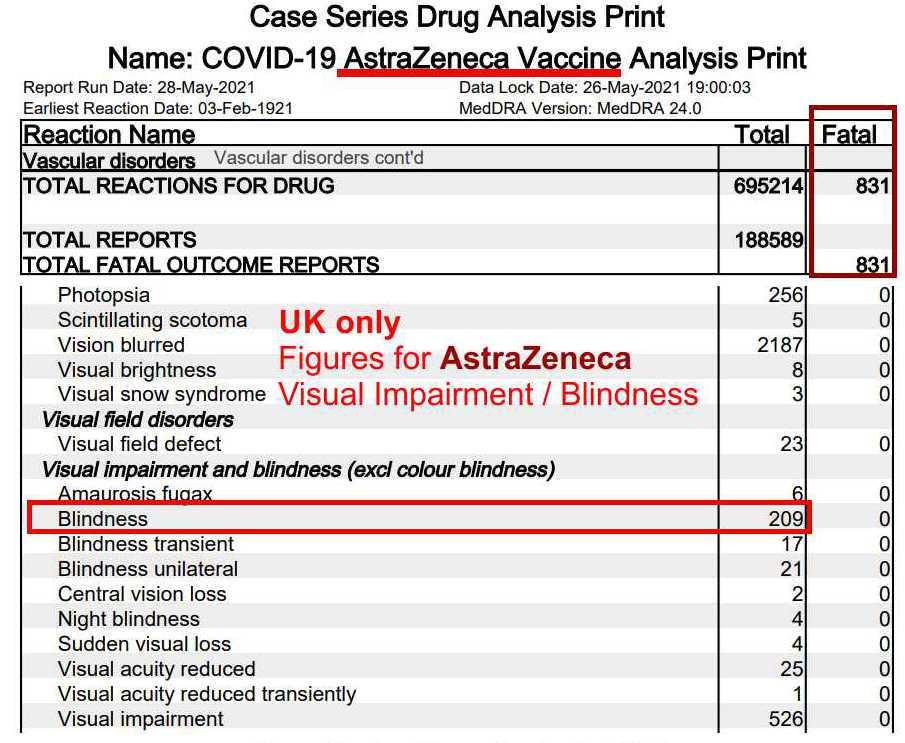 Case Series Drug Analysis Print
Name: COVID-19 AstraZeneca Vaccine Analysis Print
Report Run Date: 28-May-2021 Data Lock Date: 26-May-2021 19:00:03
Earliest Reaction Date: 03-Feb-1921 MedDRA Version: MedDRA 24.0
Reaction Name Total Fatal
Vascular disorders Vascular disorders cont'd
TOTAL REACTIONS FOR DRUG 695214 831
TOTAL REPORTS 188589
TOTAL FATAL OUTCOME REPORTS 831
Photopsia 256 0
Scintillating scotoma 5 0
Vision blurred 2187 0
Visual brightness 8 0
Visual snow syndrome 3 0
UK only
Figures for AstraZeneca
Visual Impairment / Blindness
Visual field disorders
Visual field defect 23 0
Visual impairment and blindness (excl colour blindness)
Amaurosis fugax 6 0
Blindness 209 0
Blindness transient 17 0
Blindness unilateral 21 0
Central vision loss 2 0
Night blindness 4 0
Sudden visual loss 4 0
Visual acuity reduced 25 0
Visual acuity reduced transiently 1 0
Visual impairment 526 0